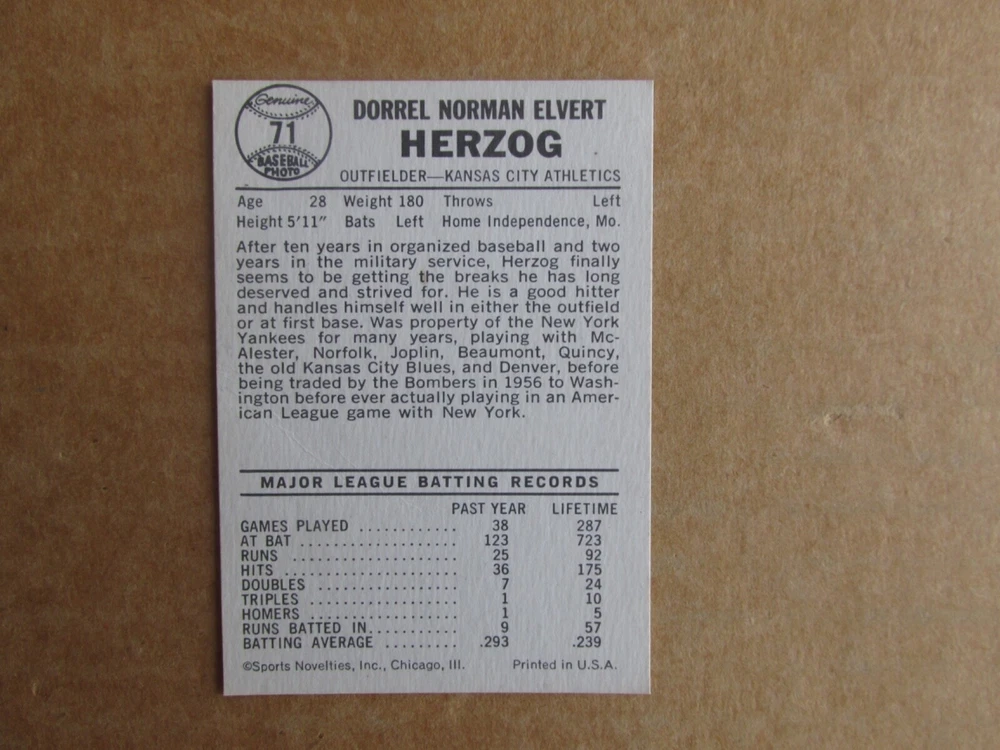 Genuine
71
BASEBALL
PHOTO
DORREL NORMAN ELVERT
HERZOG
OUTFIELDER—KANSAS CITY ATHLETICS
Age 28 Weight 180 Throws Left
Height 5'11" Bats Left Home Independence, Mo.
After ten years in organized baseball and two
years in the military service, Herzog finally
seems to be getting the breaks he has long
deserved and strived for. He is a good hitter
and handles himself well in either the outfield
or at first base. Was property of the New York
Yankees for many years, playing with Mc-
Alester, Norfolk, Joplin, Beaumont, Quincy,
the old Kansas City Blues, and Denver, before
being traded by the Bombers in 1956 to Wash-
ington before ever actually playing in an Amer-
ican League game with New York.
MAJOR LEAGUE BATTING RECORDS
PAST YEAR LIFETIME
GAMES PLAYED ............ 38 287
AT BAT .................... 123 723
RUNS ..................... 25 92
HITS ...................... 36 175
DOUBLES ................... 7 24
TRIPLES .................. 1 10
HOMERS .................. 1 5
RUNS BATTED IN........... 9 57
BATTING AVERAGE ......... .293 .239
©Sports Novelties, Inc., Chicago, Ill. Printed in U.S.A.